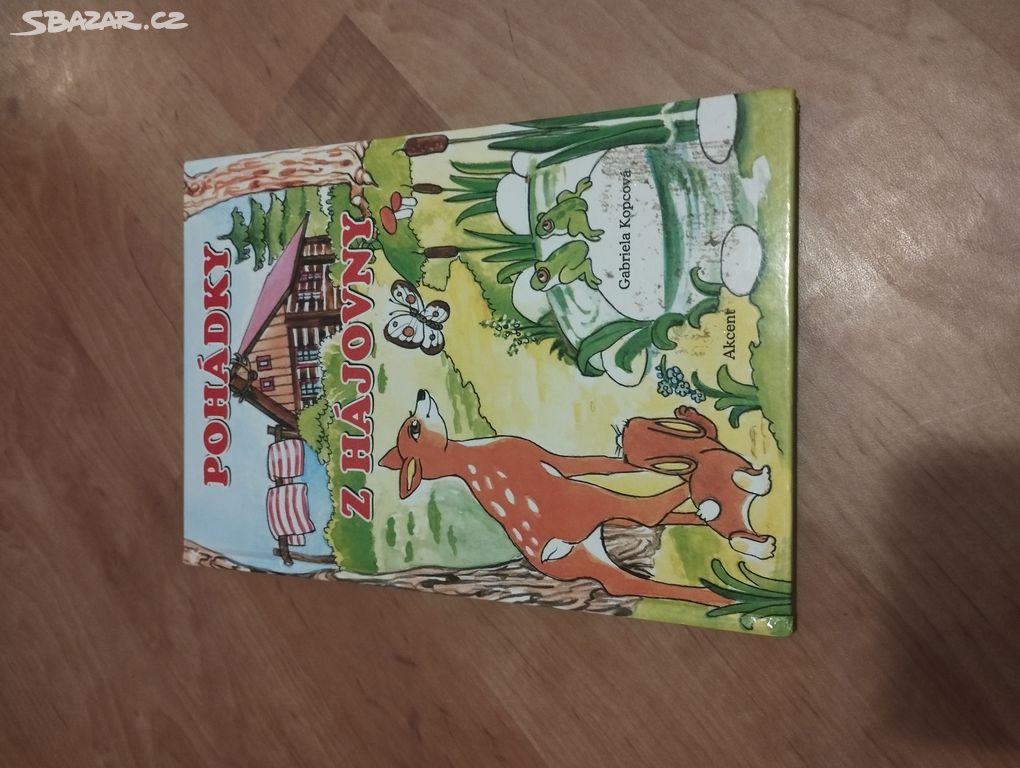 SBAZAR.CZ
POHÁDKY
Z HÁJOVNY
Gabriela Kopcová
Akcent